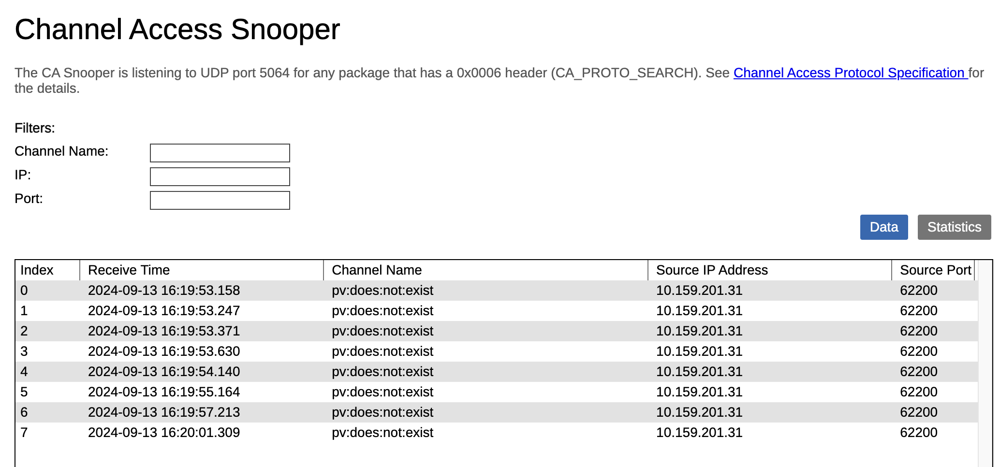 Channel Access Snooper
The CA Snooper is listening to UDP port 5064 for any package that has a 0x0006 header (CA_PROTO_SEARCH). See Channel Access Protocol Specification for
the details.
Filters:
Channel Name:
IP:
Port:
Data Statistics
Index Receive Time Channel Name Source IP Address Source Port
0 2024-09-13 16:19:53.158 pv:does:not:exist 10.159.201.31 62200
1 2024-09-13 16:19:53.247 pv:does:not:exist 10.159.201.31 62200
2 2024-09-13 16:19:53.371 pv:does:not:exist 10.159.201.31 62200
3 2024-09-13 16:19:53.630 pv:does:not:exist 10.159.201.31 62200
4 2024-09-13 16:19:54.140 pv:does:not:exist 10.159.201.31 62200
5 2024-09-13 16:19:55.164 pv:does:not:exist 10.159.201.31 62200
6 2024-09-13 16:19:57.213 pv:does:not:exist 10.159.201.31 62200
7 2024-09-13 16:20:01.309 pv:does:not:exist 10.159.201.31 62200